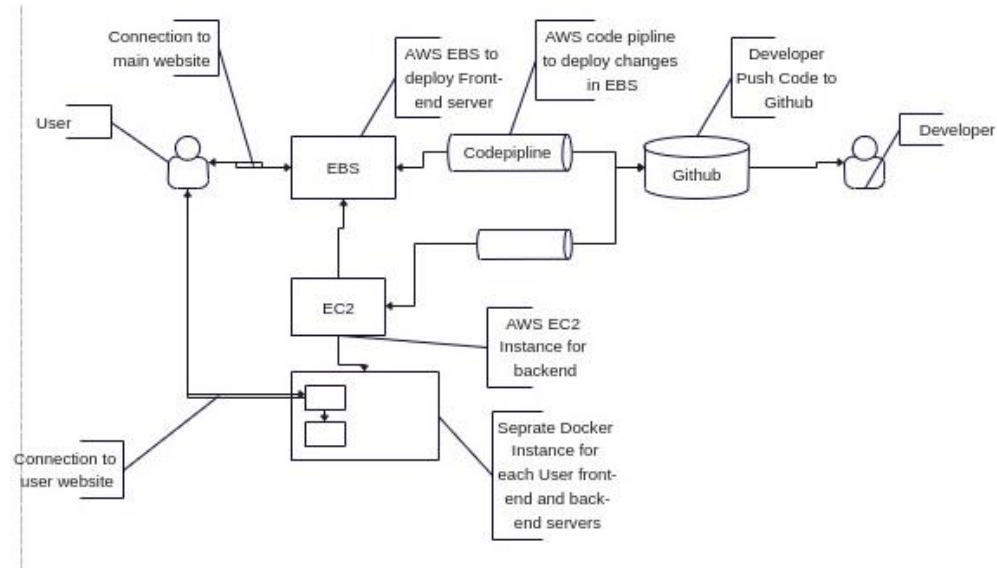 Connection to
main website
AWS EBS to
deploy Front-
end server
AWS code pipline
to deploy changes
in EBS
Developer
Push Code to
Github
User
Developer
EBS
Codepipline
Github
EC2
AWS EC2
Instance for
backend
Seprate Docker
Instance for
each User front-
end and back-
end servers
Connection to
user website